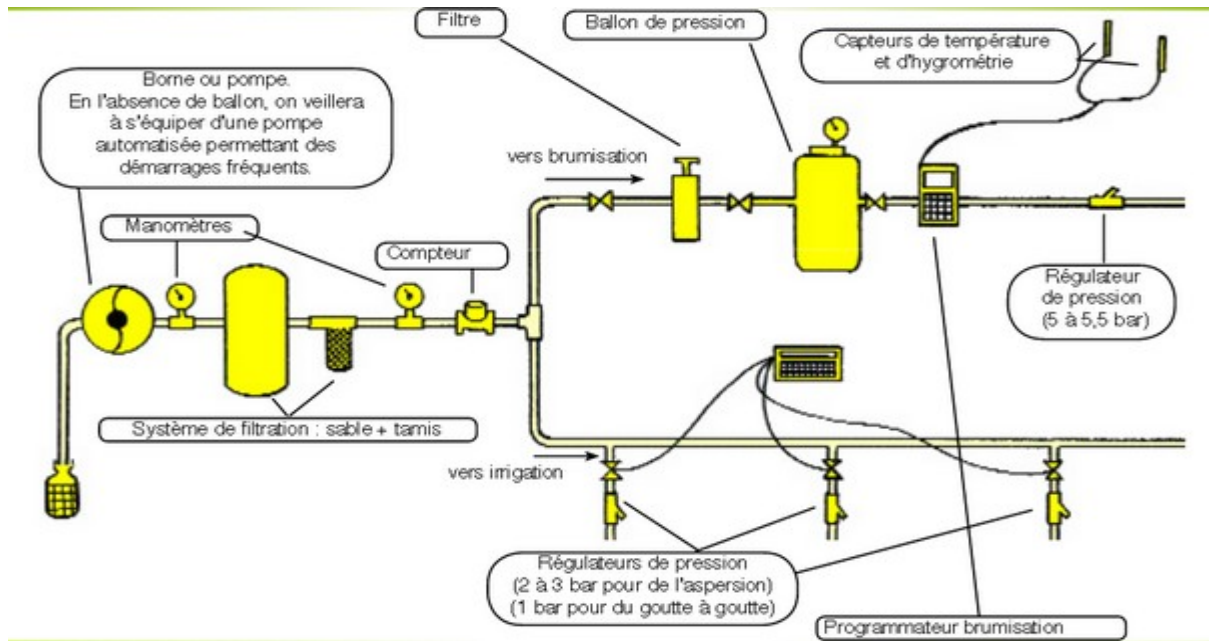 Filtre
Ballon de pression
Capteurs de température
et d'hygrométrie
Borne ou pompe.
En l'absence de ballon, on veillera
à s'équiper d'une pompe
automatisée permettant des
démarrages fréquents.
vers brumisation
Manomètres
Compteur
Régulateur
de pression
(5 à 5,5 bar)
Système de filtration : sable + tamis
vers irrigation
Régulateurs de pression
(2 à 3 bar pour de l'aspersion)
(1 bar pour du goutte à goutte)
Programmateur brumisation